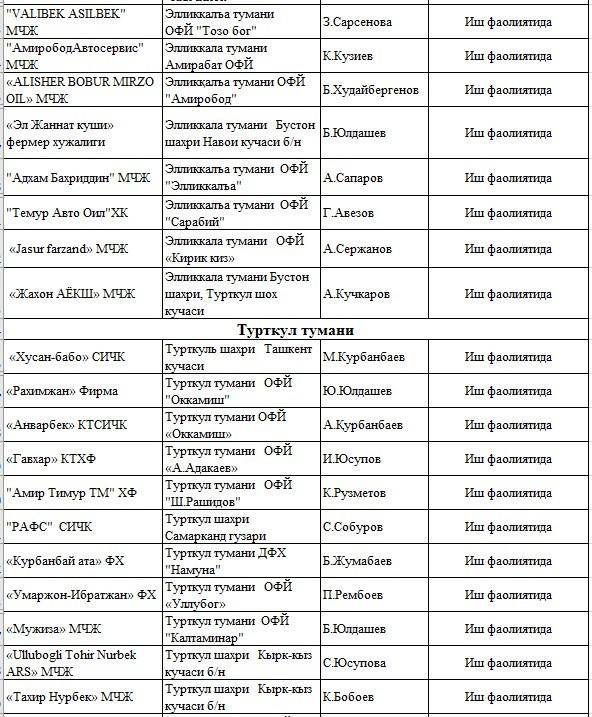 "VALIBEK ASILBEK" Элликкалъа тумани
МЧЖ ОФЙ "Тозо бог" З.Сарсенова Иш фаолиятида
"АмирободАвтосервис" Элликкала тумани
МЧЖ Амирабат ОФЙ К.Кузиев Иш фаолиятида
«ALISHER BOBUR MIRZO Элликқалъа тумани ОФЙ
OIL» МЧЖ "Амиробод" Б.Худайбергенов Иш фаолиятида
«Эл Жаннат куши» Элликкала тумани Бустон
фермер хужалиги шахри Навои кучаси б/н Б.Юлдашев Иш фаолиятида
"Адхам Бахриддин" МЧЖ Элликкалъа тумани ОФЙ
"Элликкалъа" А.Сапаров Иш фаолиятида
"Темур Авто Оил"ХК Элликкалъа тумани ОФЙ
"Сарабий" Г.Авезов Иш фаолиятида
«Jasur farzand» МЧЖ Элликкала тумани ОФЙ
«Кирик киз» А.Сержанов Иш фаолиятида
«Жахон АЁКШ» МЧЖ Элликкала тумани Бустон
шахри, Турткул шох
кучаси А.Кучкаров Иш фаолиятида
Турткул тумани
«Хусан-бабо» СИЧК Турткуль шахри Ташкент
кучаси М.Курбанбаев Иш фаолиятида
«Рахимжан» Фирма Турткул тумани ОФЙ
"Оккамиш" Ю.Юлдашев Иш фаолиятида
«Анварбек» КТСИЧК Турткул тумани ОФЙ
«Оккамиш» А.Қурбанбаев Иш фаолиятида
«Гавхар» КТХФ Турткул тумани ОФЙ
«А.Адакаев» И.Юсупов Иш фаолиятида
"Амир Тимур ТМ" ХФ Турткул тумани ОФЙ
"Ш.Рашидов" К.Рузметов Иш фаолиятида
"РАФС" СИЧК Турткул шахри
Самарканд гузари С.Собуров Иш фаолиятида
«Курбанбай ата» ФХ Турткул тумани ДФХ
"Намуна" Б.Жумабаев Иш фаолиятида
«Умаржон-Ибратжан» ФХ Турткул тумани ОФЙ
«Уллубог» П.Рембоев Иш фаолиятида
«Мужиза» МЧЖ Турткул тумани ОФЙ
"Калтаминар" Б.Юлдашев Иш фаолиятида
«Ullubogli Tohir Nurbek Турткул шахри Кырк-кыз
ARS» МЧЖ кучаси б/н С.Юсупова Иш фаолиятида
«Тахир Нурбек» МЧЖ Турткул шахри Кырк-кыз
кучаси б/н К.Бобоев Иш фаолиятида